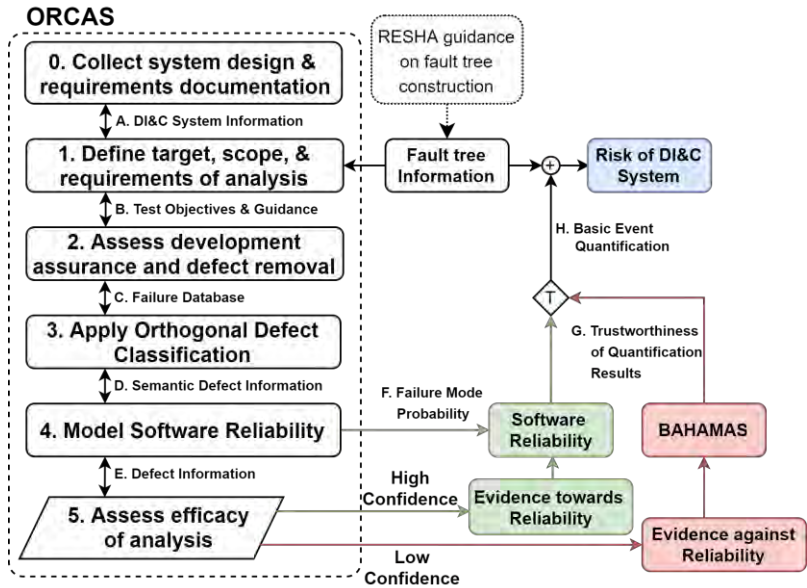 ORCAS
0. Collect system design &
requirements documentation
A. DI&C System Information
1. Define target, scope, &
requirements of analysis
B. Test Objectives & Guidance
2. Assess development
assurance and defect removal
C. Failure Database
3. Apply Orthogonal Defect
Classification
D. Semantic Defect Information
4. Model Software Reliability
E. Defect Information
5. Assess efficacy
of analysis
RESHA guidance
on fault tree
construction
Fault tree
Information
+
Risk of DI&C
System
H. Basic Event
Quantification
T
G. Trustworthiness
of Quantification
Results
F. Failure Mode
Probability
Software
Reliability
BAHAMAS
High
Confidence
Evidence towards
Reliability
Evidence against
Reliability
Low
Confidence